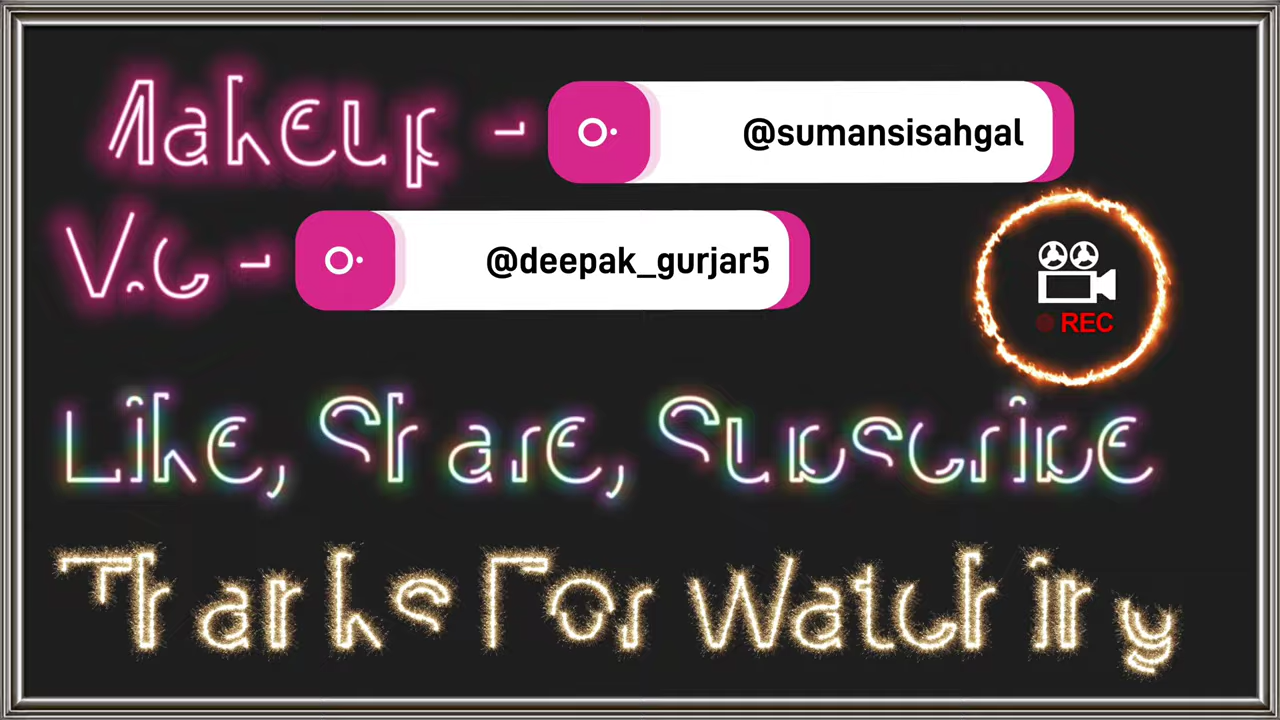 Makeup - @sumansisahgal
V.G - @deepak_gurjar5
REC
Like, Share, Subscribe
Thanks For Watching